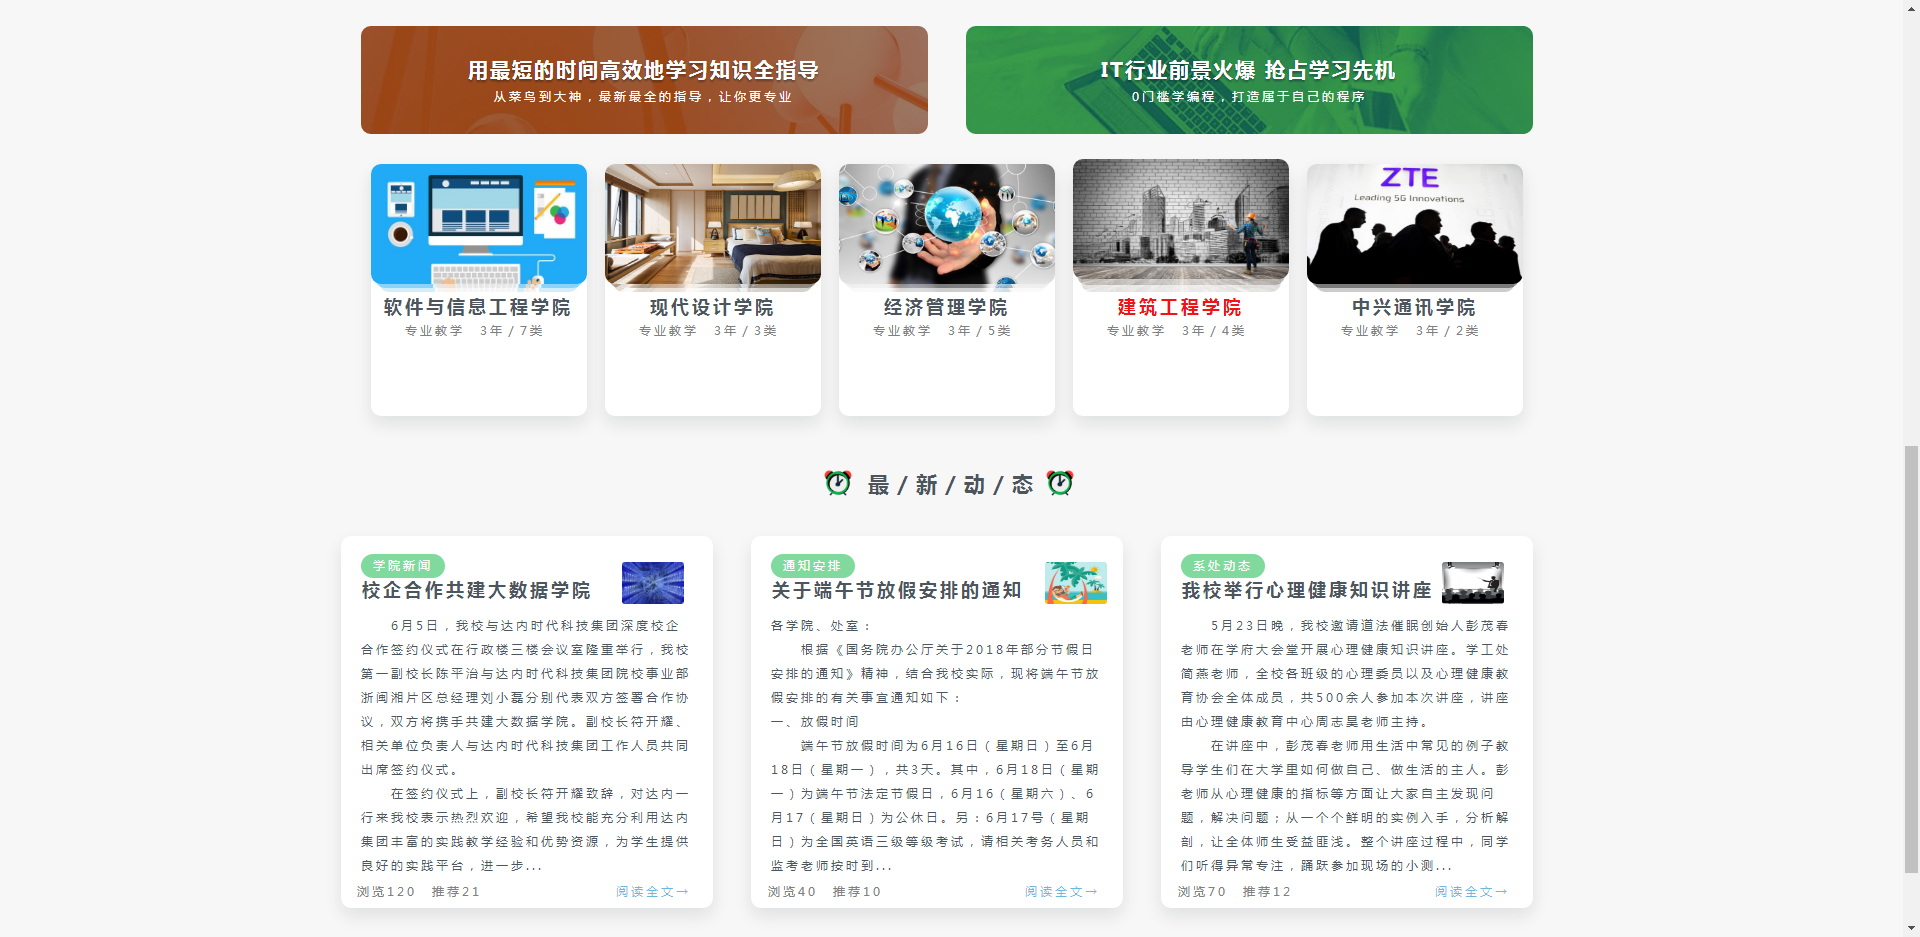 用最短的时间高效地学习知识全指导
从菜鸟到大神，最新最全的指导，让你更专业
IT行业前景火爆 抢占学习先机
0门槛学编程，打造属于自己的程序
ZTE
Leading 5G Innovations
软件与信息工程学院
专业教学 3年 / 7类
现代设计学院
专业教学 3年 / 3类
经济管理学院
专业教学 3年 / 5类
建筑工程学院
专业教学 3年 / 4类
中兴通讯学院
专业教学 3年 / 2类
最 / 新 / 动 / 态
学院新闻
校企合作共建大数据学院
6月5日，我校与达内时代科技集团深度校企
合作签约仪式在行政楼三楼会议室隆重举行，我校
第一副校长陈平治与达内时代科技集团院校事业部
浙闽湘片区总经理刘小磊分别代表双方签署合作协
议，双方将携手共建大数据学院。副校长符开耀、
相关单位负责人与达内时代科技集团工作人员共同
出席签约仪式。
在签约仪式上，副校长符开耀致辞，对达内一
行来我校表示热烈欢迎，希望我校能充分利用达内
集团丰富的实践教学经验和优势资源，为学生提供
良好的实践平台，进一步...
浏览120 推荐21 阅读全文→
通知安排
关于端午节放假安排的通知
各学院、处室：
根据《国务院办公厅关于2018年部分节假日
安排的通知》精神，结合我校实际，现将端午节放
假安排的有关事宜通知如下：
一、放假时间
端午节放假时间为6月16日（星期日）至6月
18日（星期一），共3天。其中，6月18日（星期
一）为端午节法定节假日，6月16（星期六）、6
月17（星期日）为公休日。另：6月17号（星期
日）为全国英语三级等级考试，请相关考务人员和
监考老师按时到...
浏览40 推荐10 阅读全文→
系处动态
我校举行心理健康知识讲座
5月23日晚，我校邀请道法催眠创始人彭茂春
老师在学府大会堂开展心理健康知识讲座。学工处
简燕老师，全校各班级的心理委员以及心理健康教
育协会全体成员，共500余人参加本次讲座，讲座
由心理健康教育中心周志昊老师主持。
在讲座中，彭茂春老师用生活中常见的例子教
导学生们在大学里如何做自己、做生活的主人。彭
老师从心理健康的指标等方面让大家自主发现问
题，解决问题；从一个个鲜明的实例入手，分析解
剖，让全体师生受益匪浅。整个讲座过程中，同学
们听得异常专注，踊跃参加现场的小测...
浏览70 推荐12 阅读全文→